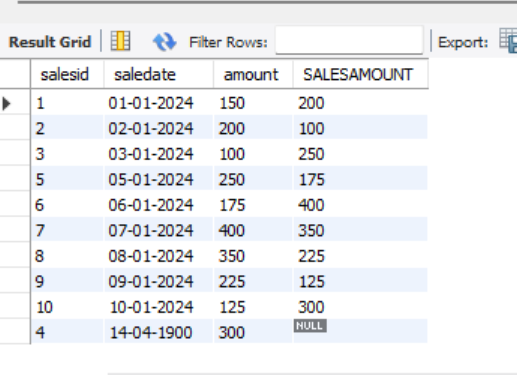 Result Grid Filter Rows: Export:
salesid saledate amount SALESAMOUNT
1 01-01-2024 150 200
2 02-01-2024 200 100
3 03-01-2024 100 250
5 05-01-2024 250 175
6 06-01-2024 175 400
7 07-01-2024 400 350
8 08-01-2024 350 225
9 09-01-2024 225 125
10 10-01-2024 125 300
4 14-04-1900 300 NULL